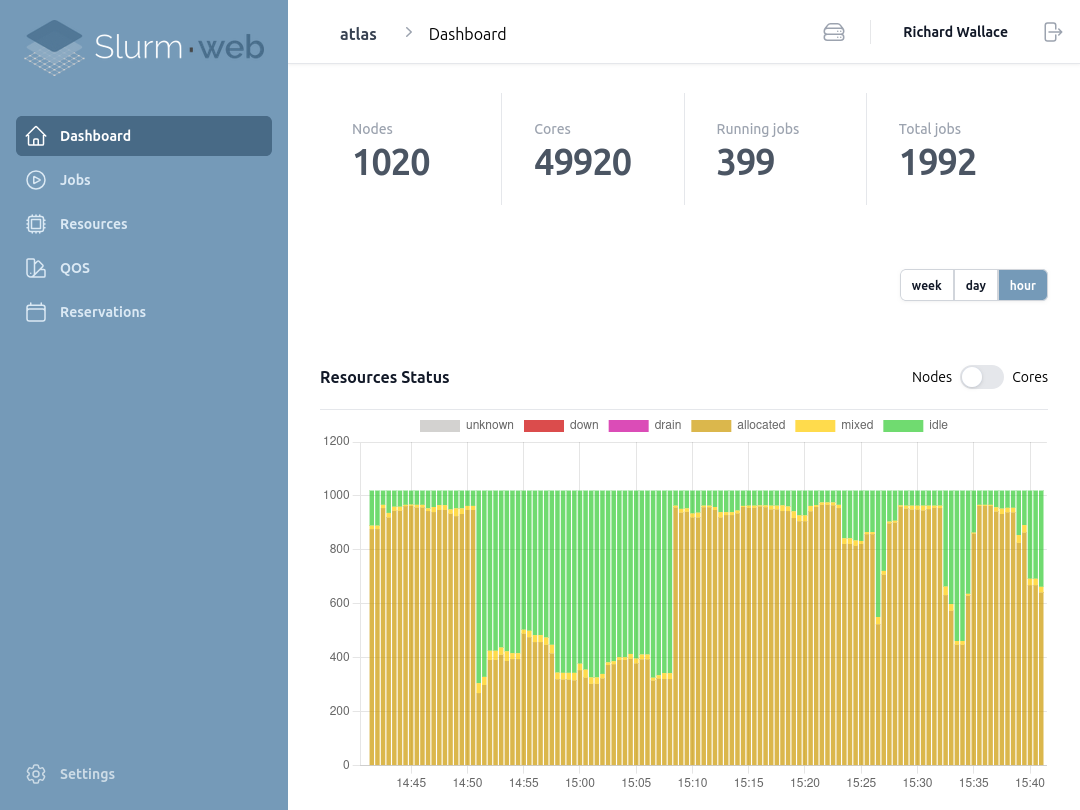 Slurm·web
atlas
Dashboard
Richard Wallace
Dashboard
Jobs
Resources
QOS
Reservations
Settings
Nodes
1020
Cores
49920
Running jobs
399
Total jobs
1992
week
day
hour
Resources Status
Nodes
Cores
unknown
down
drain
allocated
mixed
idle
1200
1000
800
600
400
200
0
14:45
14:50
14:55
15:00
15:05
15:10
15:15
15:20
15:25
15:30
15:35
15:40